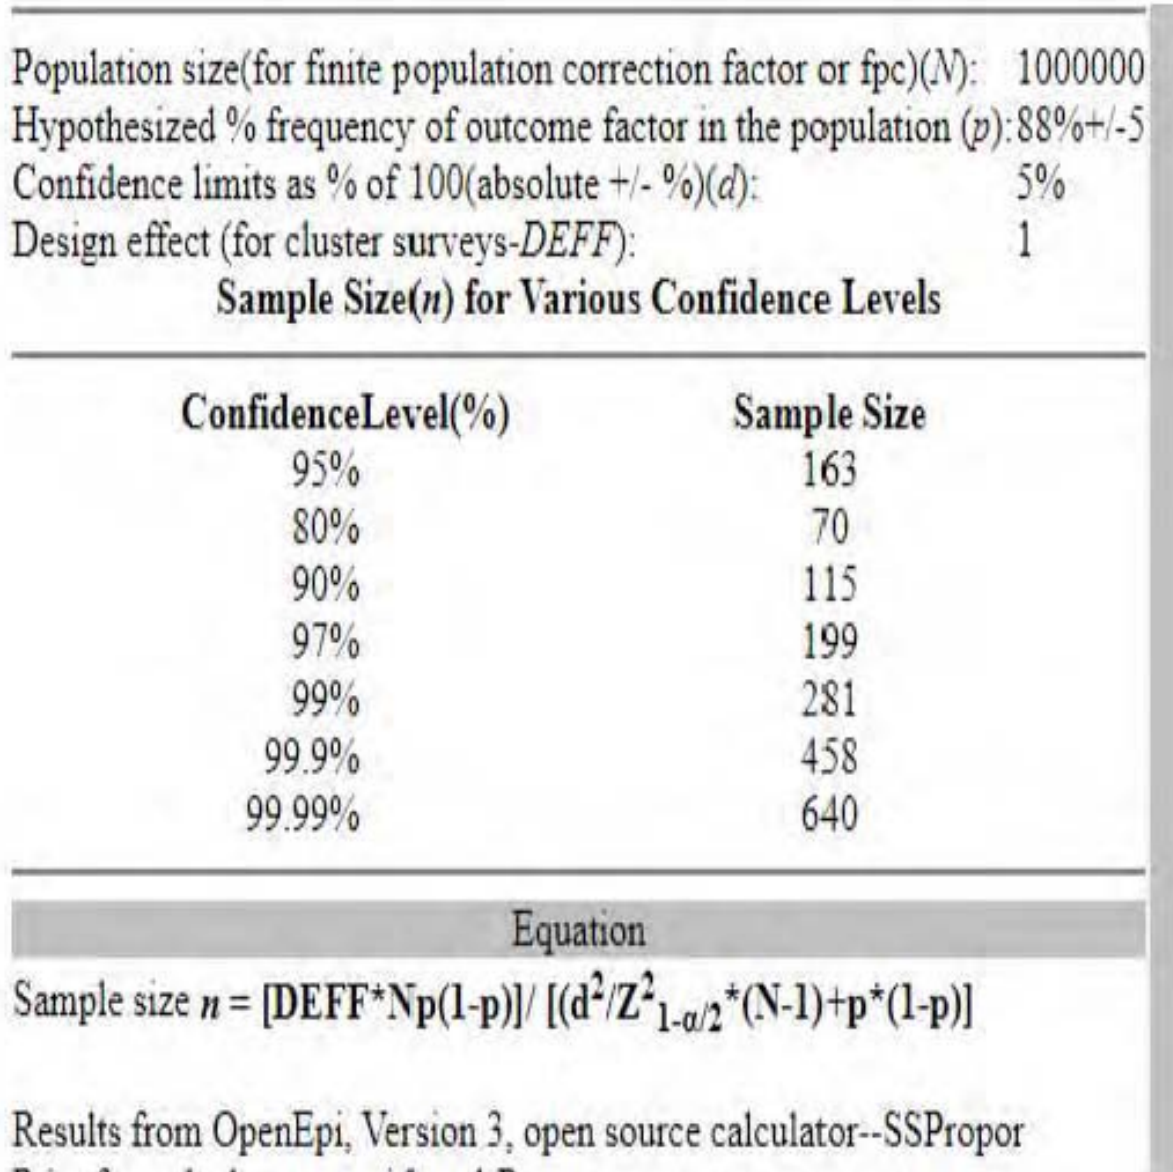 Population size(for finite population correction factor or fpc)(N): 1000000
Hypothesized % frequency of outcome factor in the population (p):88%+/-5
Confidence limits as % of 100(absolute +/- %)(d): 5%
Design effect (for cluster surveys-DEFF): 1
Sample Size(n) for Various Confidence Levels
ConfidenceLevel(%) Sample Size
95% 163
80% 70
90% 115
97% 199
99% 281
99.9% 458
99.99% 640
Equation
Sample size n = [DEFF*Np(1-p)]/ [(d²/Z²₁₋α/₂*(N-1)+p*(1-p)]
Results from OpenEpi, Version 3, open source calculator--SSPropor